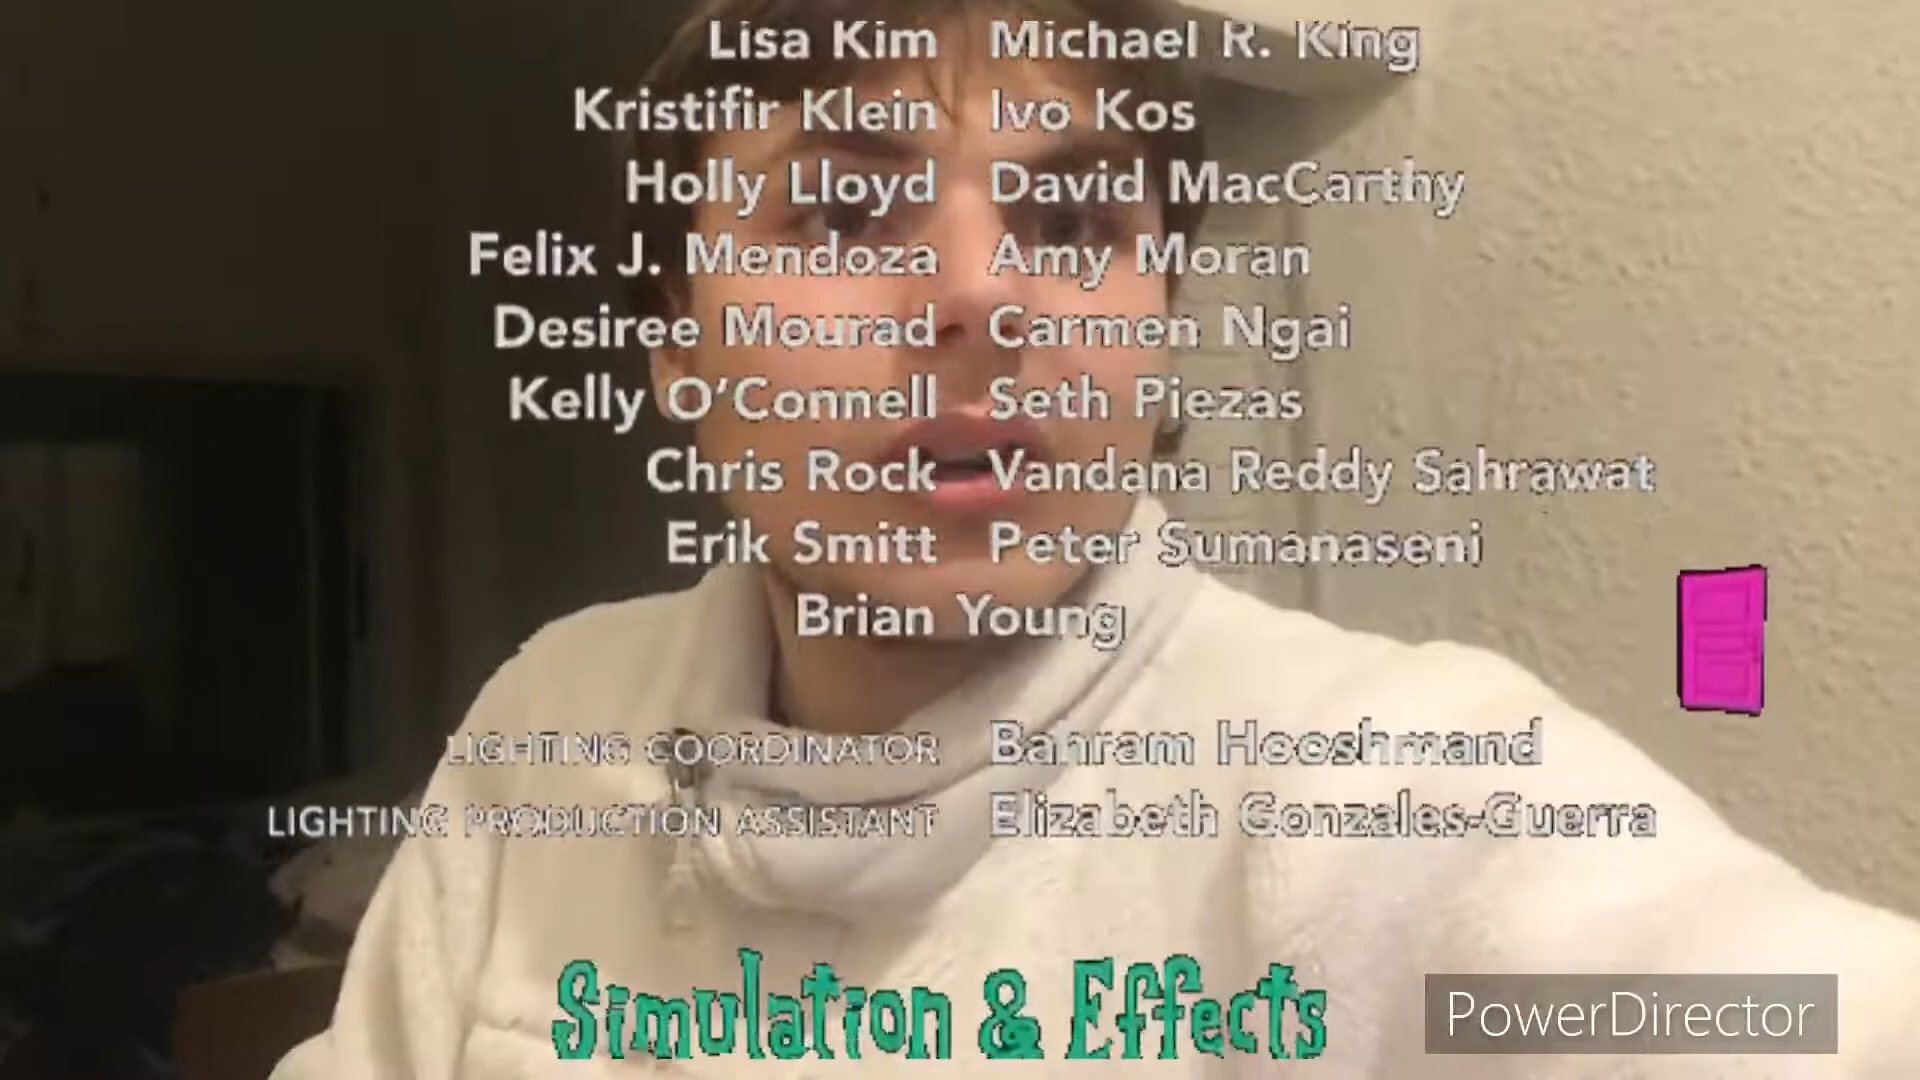 Lisa Kim Michael R. King
Kristifir Klein Ivo Kos
Holly Lloyd David MacCarthy
Felix J. Mendoza Amy Moran
Desiree Mourad Carmen Ngai
Kelly O’Connell Seth Piezas
Chris Rock Vandana Reddy Sahrawat
Erik Smitt Peter Sumanaseni
Brian Young
LIGHTING COORDINATOR Bahram Hooshmand
LIGHTING PRODUCTION ASSISTANT Elizabeth Gonzales-Guerra
Simulation & Effects
PowerDirector